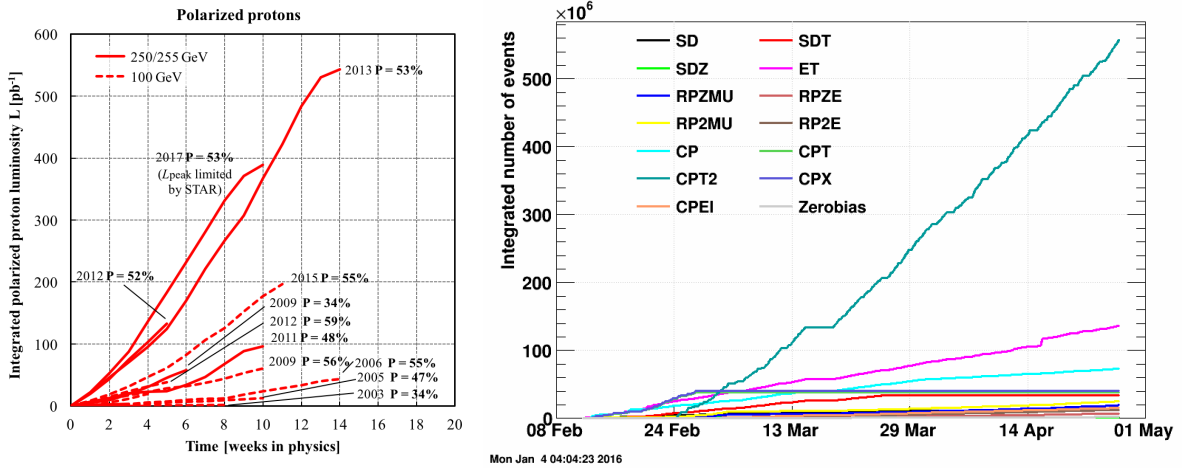 Polarized protons
Integrated polarized proton luminosity L [pb-1]
600
500
400
300
200
100
0
250/255 GeV
100 GeV
2013 P = 53%
2017 P = 53%
(Lpeak limited
by STAR)
2012 P = 52%
2015 P = 55%
2009 P = 34%
2012 P = 59%
2011 P = 48%
2009 P = 56%
2006 P = 55%
2005 P = 47%
2003 P = 34%
0 2 4 6 8 10 12 14 16 18 20
Time [weeks in physics]
×10⁶
Integrated number of events
500
400
300
200
100
0
SD SDT
SDZ ET
RPZMU RPZE
RP2MU RP2E
CP CPT
CPT2 CPX
CPEI Zerobias
08 Feb 24 Feb 13 Mar 29 Mar 14 Apr 01 May
Mon Jan 4 04:04:23 2016